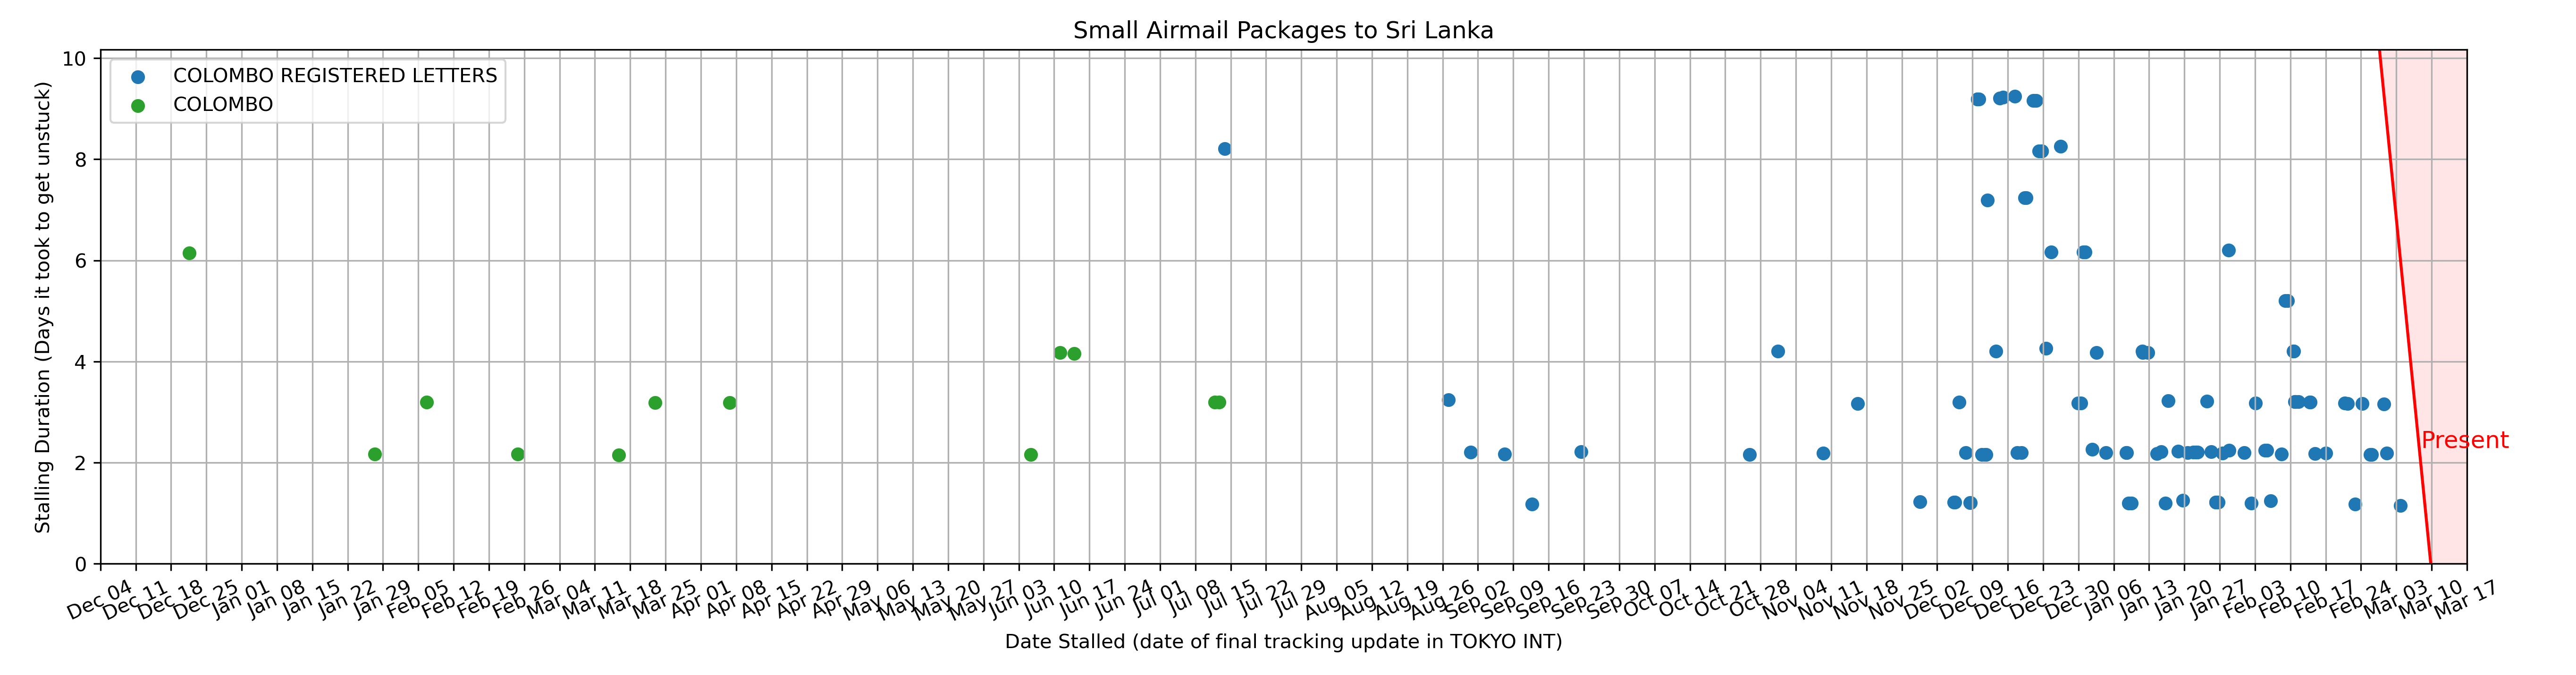 Small Airmail Packages to Sri Lanka
COLOMBO REGISTERED LETTERS
COLOMBO
Stalling Duration (Days it took to get unstuck)
10
8
6
4
2
0
Present
Dec 04
Dec 11
Dec 18
Dec 25
Jan 01
Jan 08
Jan 15
Jan 22
Jan 29
Feb 05
Feb 12
Feb 19
Feb 26
Mar 04
Mar 11
Mar 18
Mar 25
Apr 01
Apr 08
Apr 15
Apr 22
Apr 29
May 06
May 13
May 20
May 27
Jun 03
Jun 10
Jun 17
Jun 24
Jul 01
Jul 08
Jul 15
Jul 22
Jul 29
Aug 05
Aug 12
Aug 19
Aug 26
Sep 02
Sep 09
Sep 16
Sep 23
Sep 30
Oct 07
Oct 14
Oct 21
Oct 28
Nov 04
Nov 11
Nov 18
Nov 25
Dec 02
Dec 09
Dec 16
Dec 23
Dec 30
Jan 06
Jan 13
Jan 20
Jan 27
Feb 03
Feb 10
Feb 17
Feb 24
Mar 03
Mar 10
Mar 17
Date Stalled (date of final tracking update in TOKYO INT)